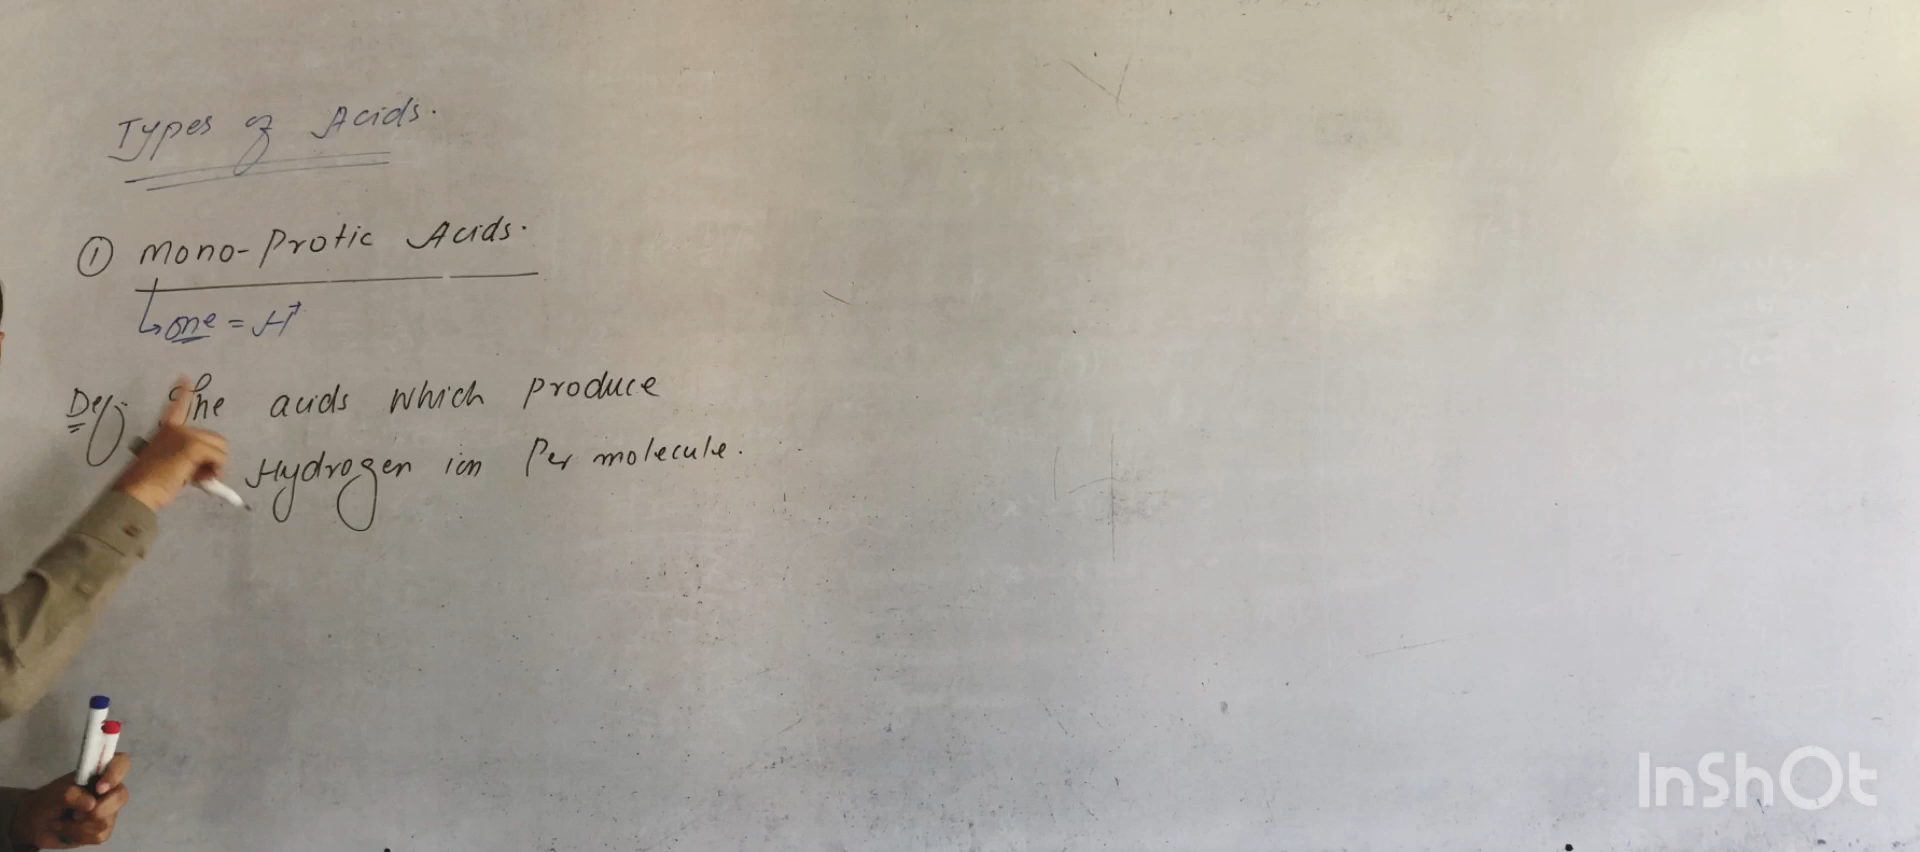 Types of Acids.
① Mono-Protic Acids.
↳ one = H⁺
Def:- The acids which produce
Hydrogen ion Per molecule.
InShOt